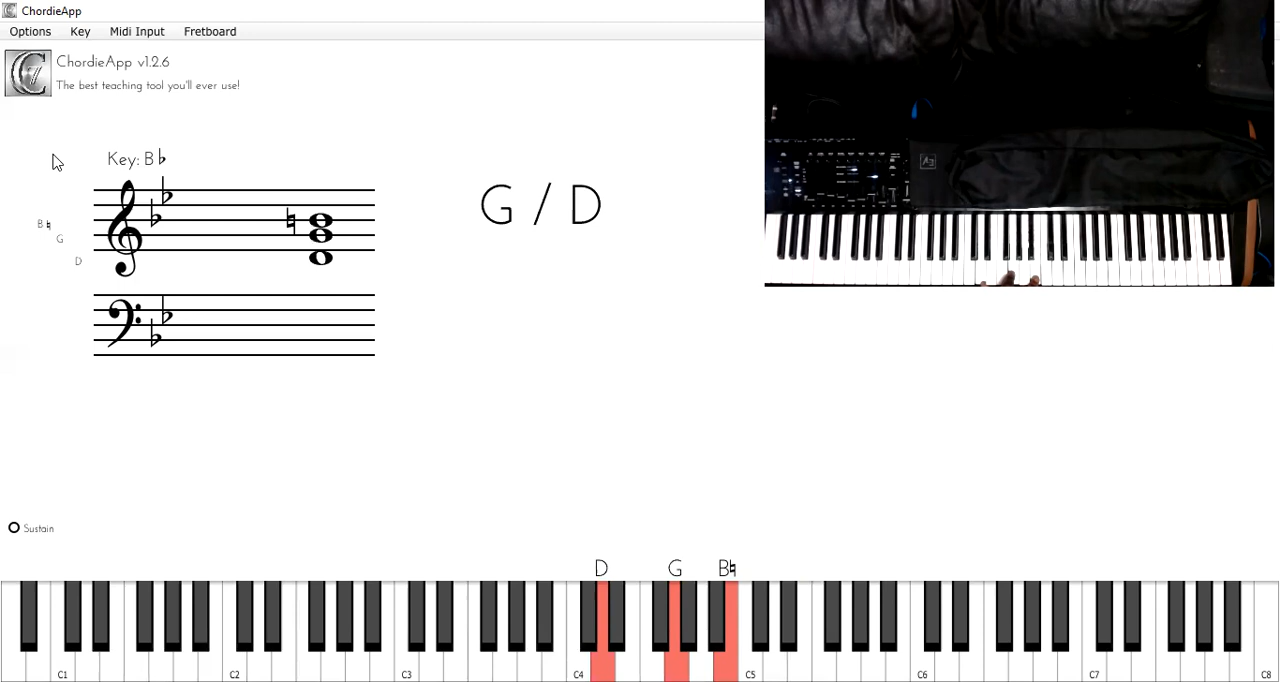 ChordieApp
Options Key Midi Input Fretboard
ChordieApp v1.2.6
The best teaching tool you'll ever use!
Key: B♭
G / D
B♮
G
D
Sustain
D G B♮
C1 C2 C3 C4 C5 C6 C7 C8